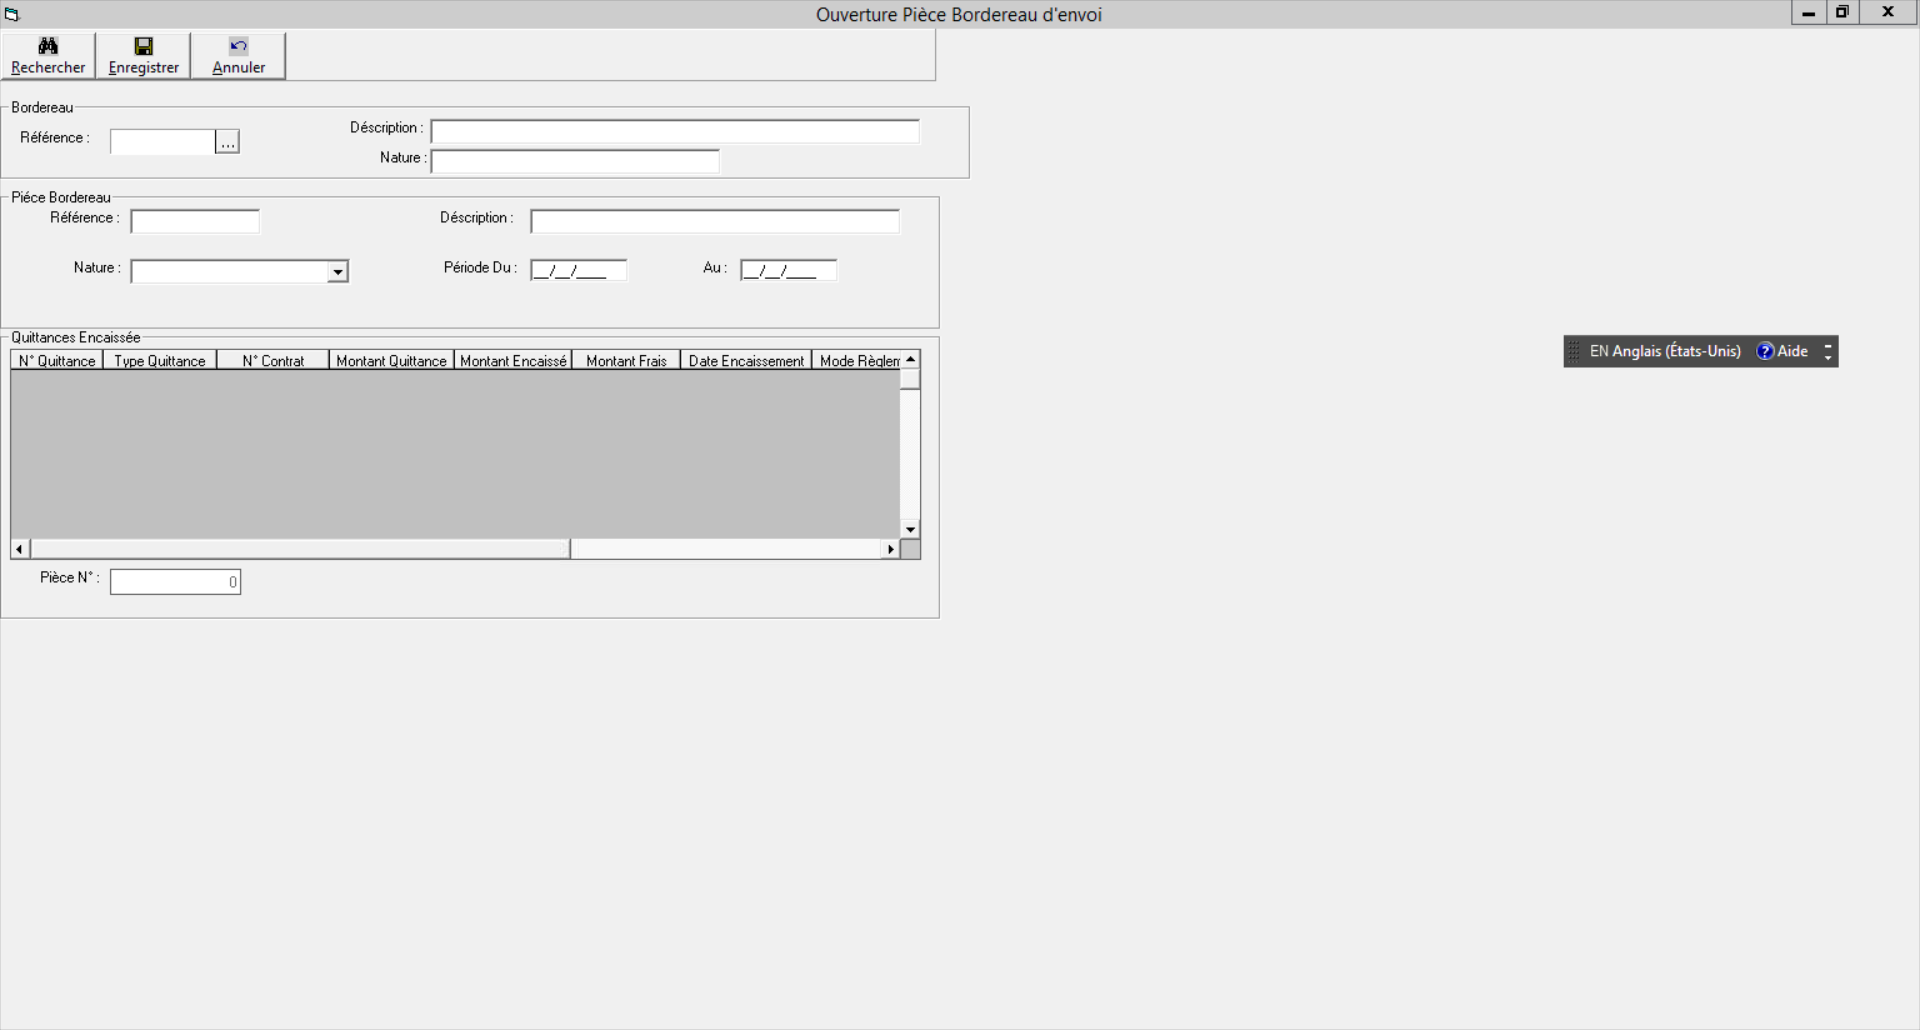 Ouverture Pièce Bordereau d'envoi
Rechercher Enregistrer Annuler
Bordereau
Référence : ...
Déscription :
Nature :
Piéce Bordereau
Référence : Déscription :
Nature : Période Du : __/__/____ Au : __/__/____
Quittances Encaissée
N° Quittance Type Quittance N° Contrat Montant Quittance Montant Encaissé Montant Frais Date Encaissement Mode Règlem
EN Anglais (États-Unis) Aide
Pièce N° : 0